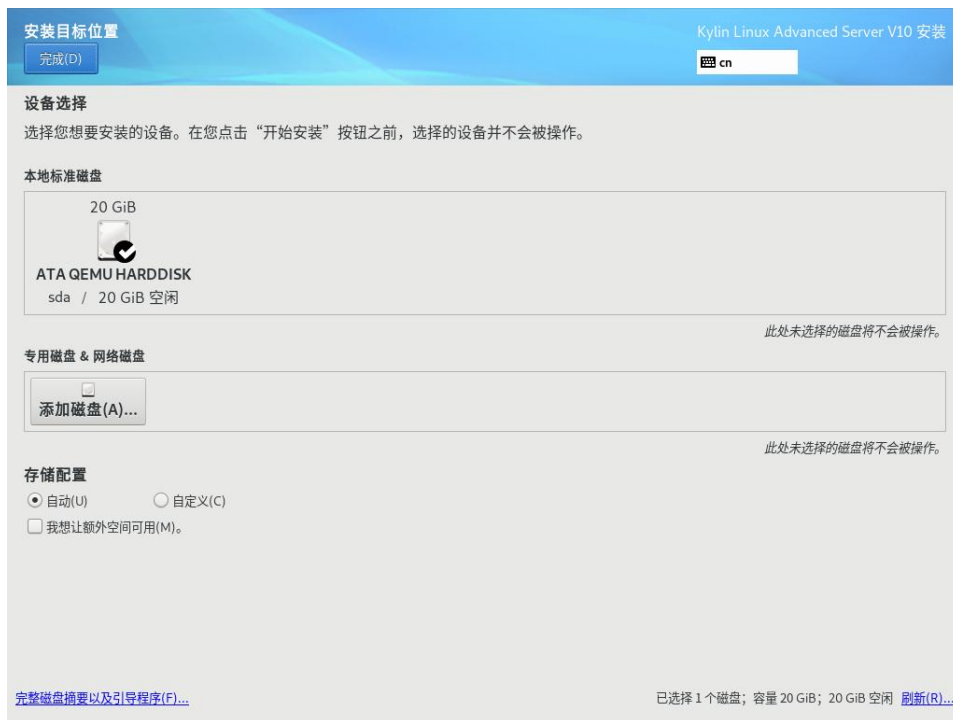 安装目标位置
Kylin Linux Advanced Server V10 安装
完成(D)
cn
设备选择
选择您想要安装的设备。在您点击“开始安装”按钮之前，选择的设备并不会被操作。
本地标准磁盘
20 GiB
ATA QEMU HARDDISK
sda / 20 GiB 空闲
此处未选择的磁盘将不会被操作。
专用磁盘 & 网络磁盘
添加磁盘(A)...
此处未选择的磁盘将不会被操作。
存储配置
自动(U) 自定义(C)
我想让额外空间可用(M)。
完整磁盘摘要以及引导程序(F)... 已选择 1 个磁盘；容量 20 GiB；20 GiB 空闲 刷新(R)...